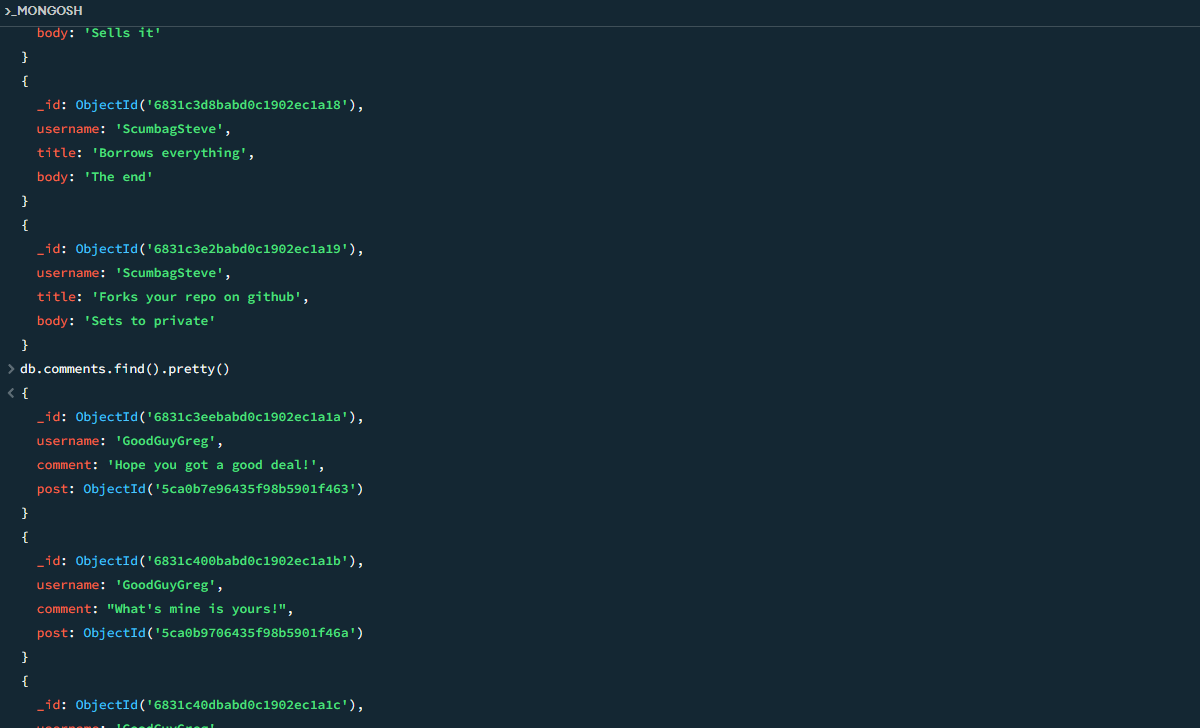 >_MONGOSH
body: 'Sells it'
}
{
_id: ObjectId('6831c3d8babd0c1902ec1a18'),
username: 'ScumbagSteve',
title: 'Borrows everything',
body: 'The end'
}
{
_id: ObjectId('6831c3e2babd0c1902ec1a19'),
username: 'ScumbagSteve',
title: 'Forks your repo on github',
body: 'Sets to private'
}
> db.comments.find().pretty()
< {
_id: ObjectId('6831c3eebabd0c1902ec1a1a'),
username: 'GoodGuyGreg',
comment: 'Hope you got a good deal!',
post: ObjectId('5ca0b7e96435f98b5901f463')
}
{
_id: ObjectId('6831c400babd0c1902ec1a1b'),
username: 'GoodGuyGreg',
comment: "What's mine is yours!",
post: ObjectId('5ca0b9706435f98b5901f46a')
}
{
_id: ObjectId('6831c40dbabd0c1902ec1a1c'),
username: 'GoodGuyGreg'